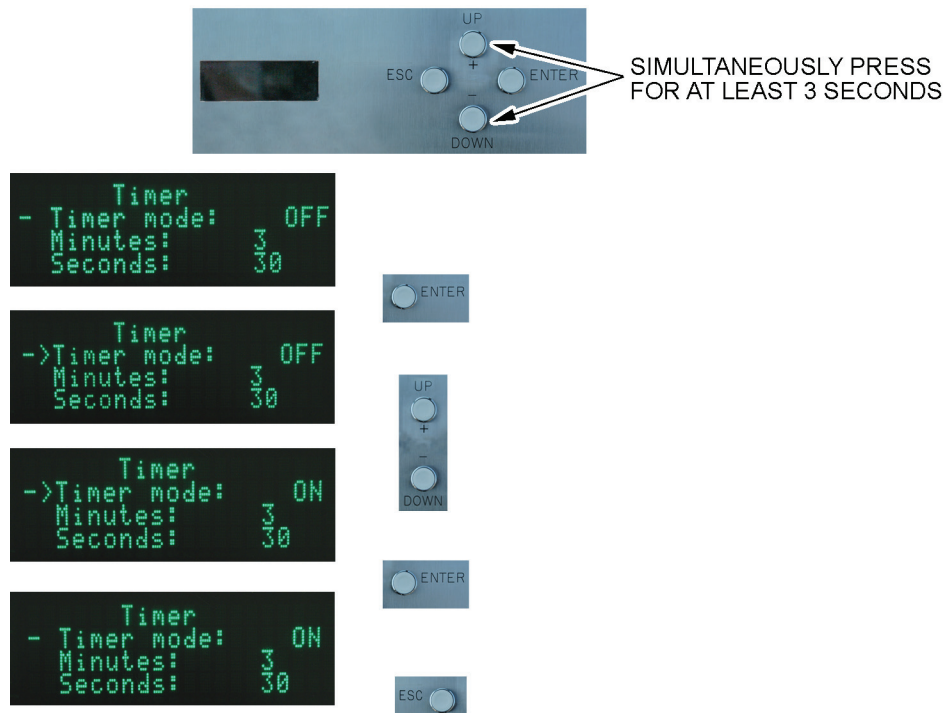 UP
+
ESC
ENTER
-
DOWN
SIMULTANEOUSLY PRESS
FOR AT LEAST 3 SECONDS
Timer
- Timer mode: OFF
Minutes: 3
Seconds: 30
ENTER
Timer
->Timer mode: OFF
Minutes: 3
Seconds: 30
UP
+
-
DOWN
Timer
->Timer mode: ON
Minutes: 3
Seconds: 30
ENTER
Timer
- Timer mode: ON
Minutes: 3
Seconds: 30
ESC